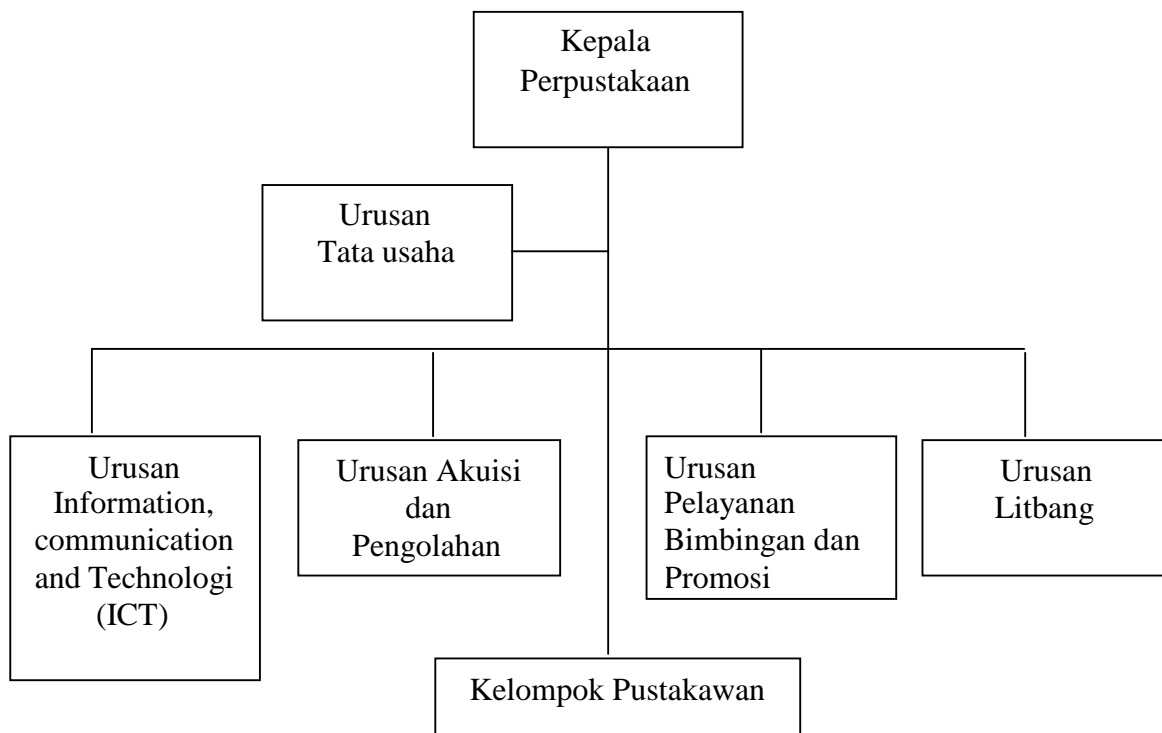 Kepala
Perpustakaan
Urusan
Tata usaha
Urusan
Information,
communication
and Technologi
(ICT)
Urusan Akuisi
dan
Pengolahan
Urusan
Pelayanan
Bimbingan dan
Promosi
Urusan
Litbang
Kelompok Pustakawan